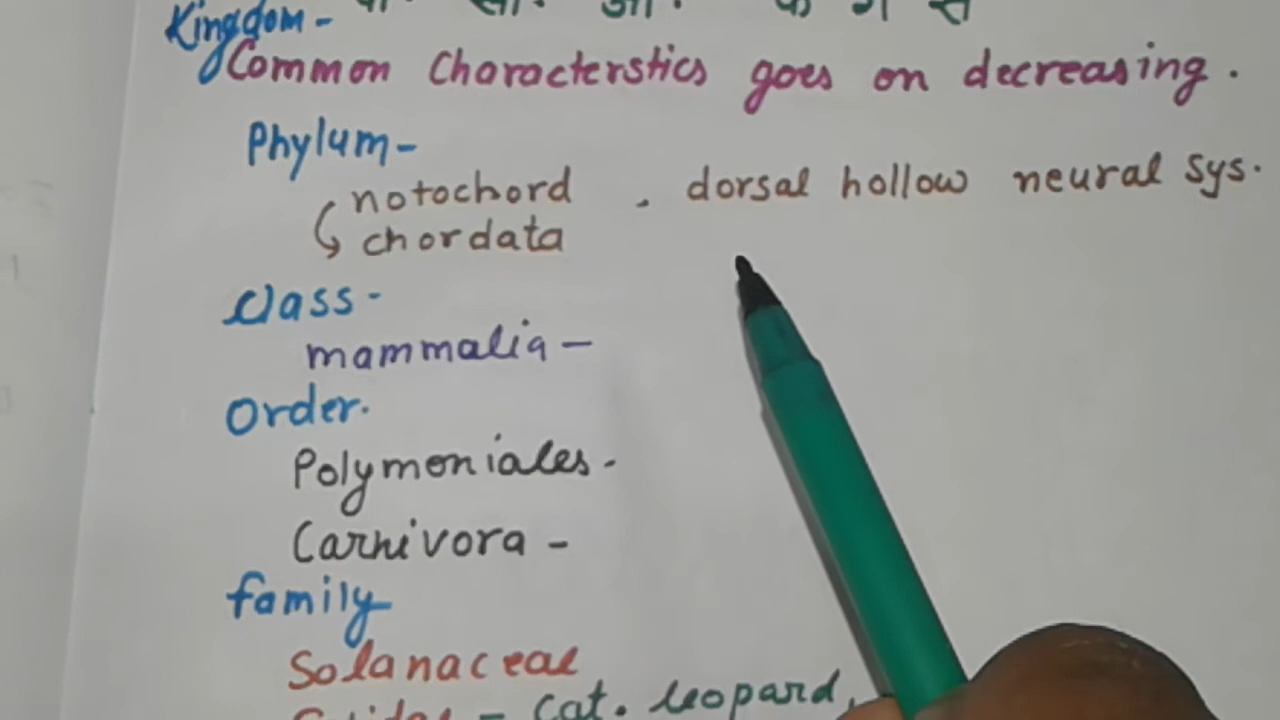 Kingdom -
Common Characterstics goes on decreasing.
Phylum -
notochord . dorsal hollow neural sys.
chordata
Class -
mammalia -
Order.
Polymoniales.
Carnivora -
family
Solanaceae
- Cat. leopard,